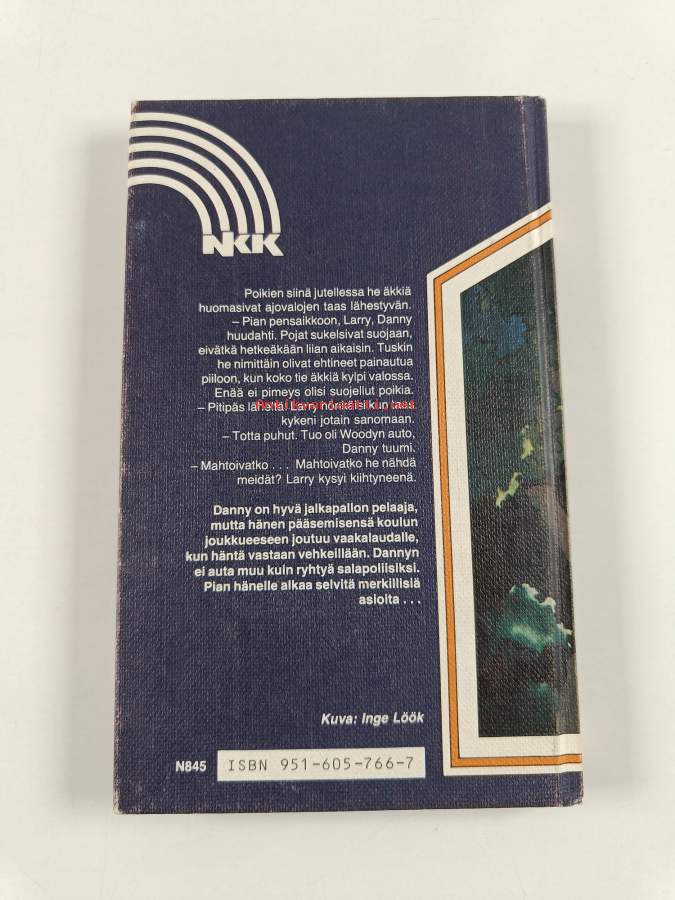 NKK
Poikien siinä jutellessa he äkkiä
huomasivat ajovalojen taas lähestyvän.
– Pian pensaikkoon, Larry, Danny
huudahti. Pojat sukelsivat suojaan,
eivätkä hetkeäkään liian aikaisin. Tuskin
he nimittäin olivat ehtineet painautua
piiloon, kun koko tie äkkiä kylpi valossa.
Enää ei pimeys olisi suojellut poikia.
– Pitipäs läheltä! Larry kun taas
kykeni jotain sanomaan.
– Totta puhut. Tuo oli Woodyn auto,
Danny tuumi.
– Mahtoivatko . . . Mahtoivatko he nähdä
meidät? Larry kysyi kiihtyneenä.
Danny on hyvä jalkapallon pelaaja,
mutta hänen pääsemisensä koulun
joukkueeseen joutuu vaakalaudalle,
kun häntä vastaan vehkeillään. Dannyn
ei auta muu kuin ryhtyä salapoliisiksi.
Pian hänelle alkaa selvitä merkillisiä
asioita . . .
Kuva: Inge Löök
N845 ISBN 951-605-766-7